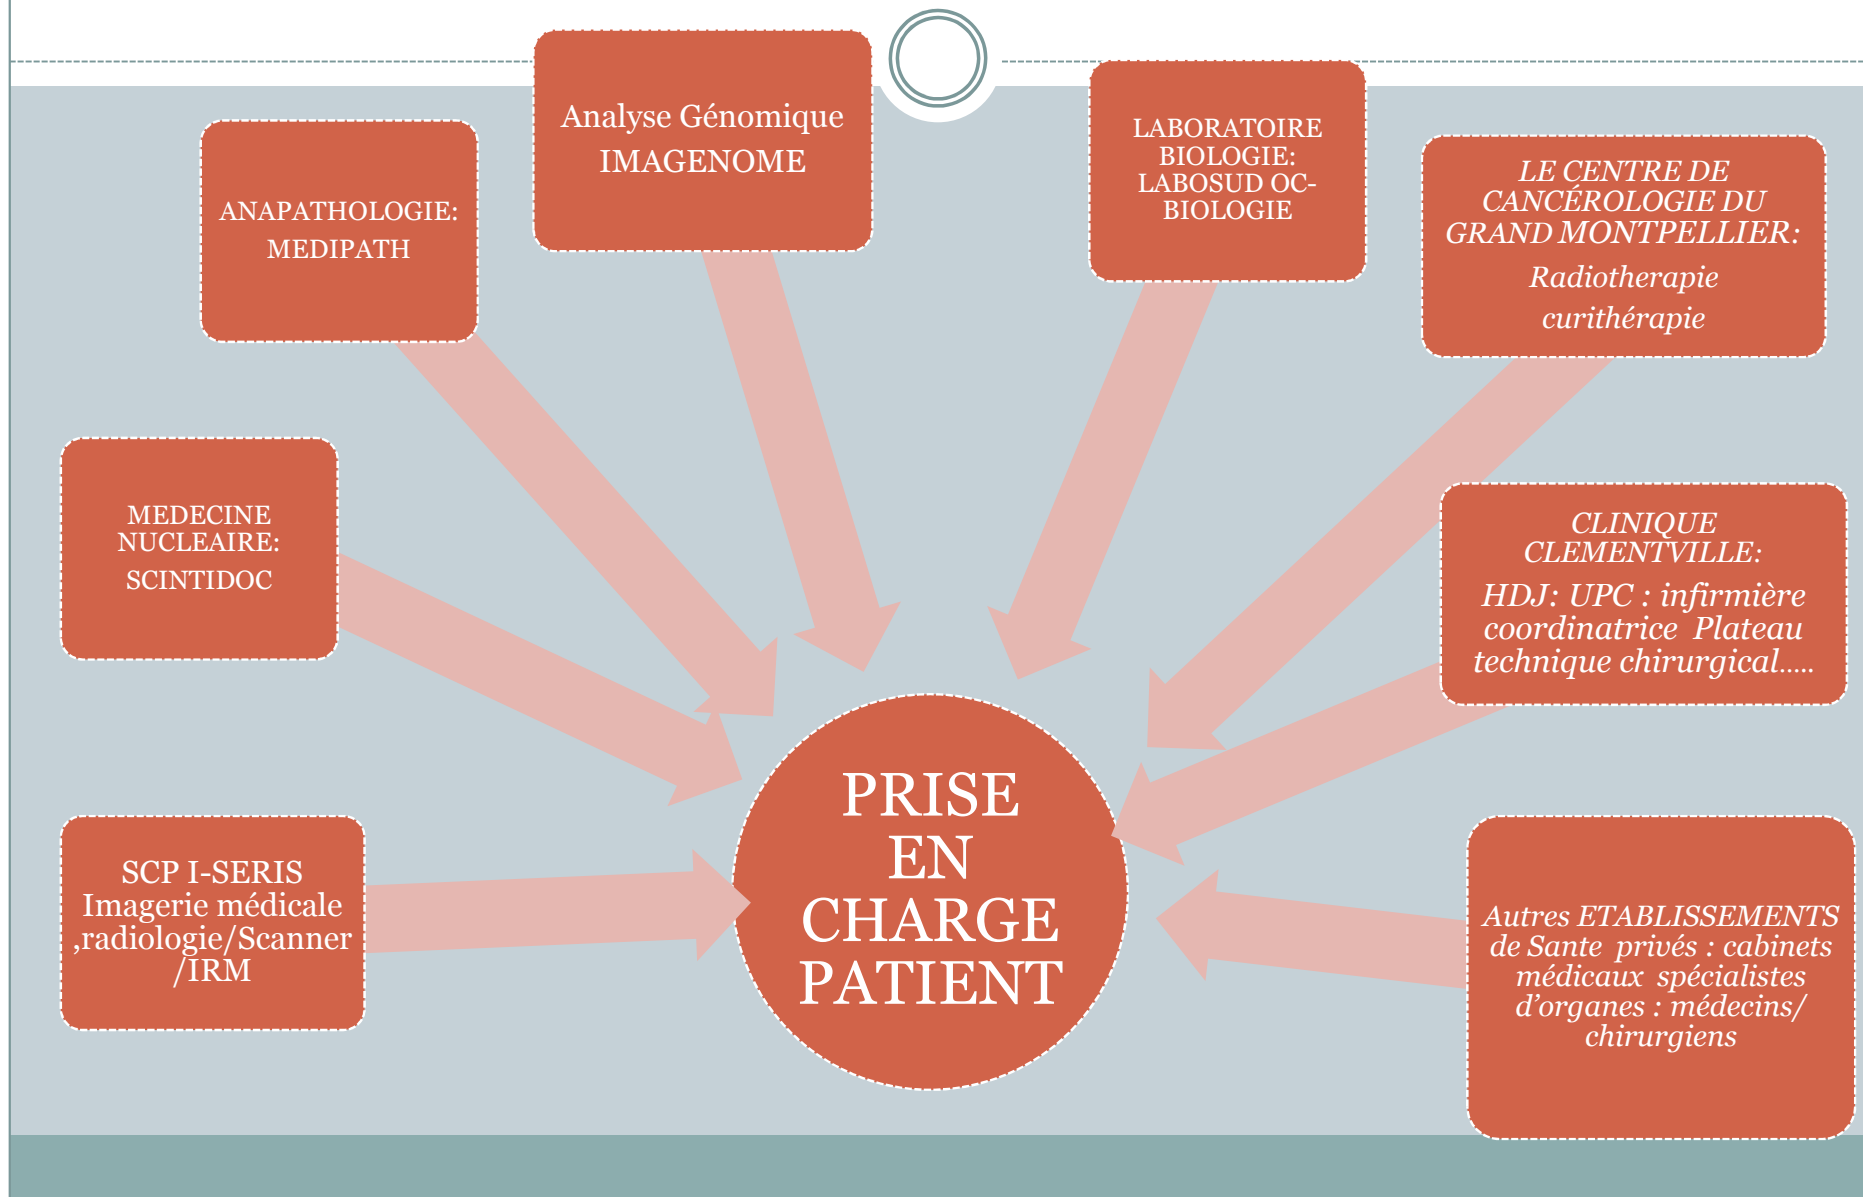 Analyse Génomique
IMAGENOME
ANAPATHOLOGIE:
MEDIPATH
LABORATOIRE
BIOLOGIE:
LABOSUD OC-
BIOLOGIE
LE CENTRE DE
CANCÉROLOGIE DU
GRAND MONTPELLIER:
Radiotherapie
curithérapie
MEDECINE
NUCLEAIRE:
SCINTIDOC
CLINIQUE
CLEMENTVILLE:
HDJ: UPC : infirmière
coordinatrice Plateau
technique chirurgical.....
SCP I-SERIS
Imagerie médicale
,radiologie/Scanner
/IRM
PRISE
EN
CHARGE
PATIENT
Autres ETABLISSEMENTS
de Sante privés : cabinets
médicaux spécialistes
d'organes : médecins/
chirurgiens